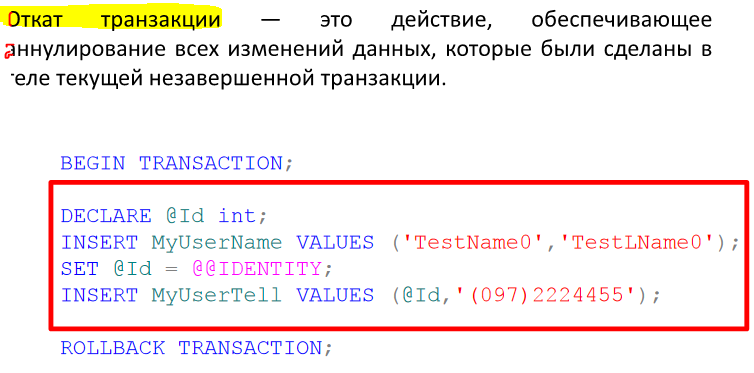 Откат транзакции — это действие, обеспечивающее
аннулирование всех изменений данных, которые были сделаны в
теле текущей незавершенной транзакции.
BEGIN TRANSACTION;
DECLARE @Id int;
INSERT MyUserName VALUES ('TestName0','TestLName0');
SET @Id = @@IDENTITY;
INSERT MyUserTell VALUES (@Id,'(097)2224455');
ROLLBACK TRANSACTION;